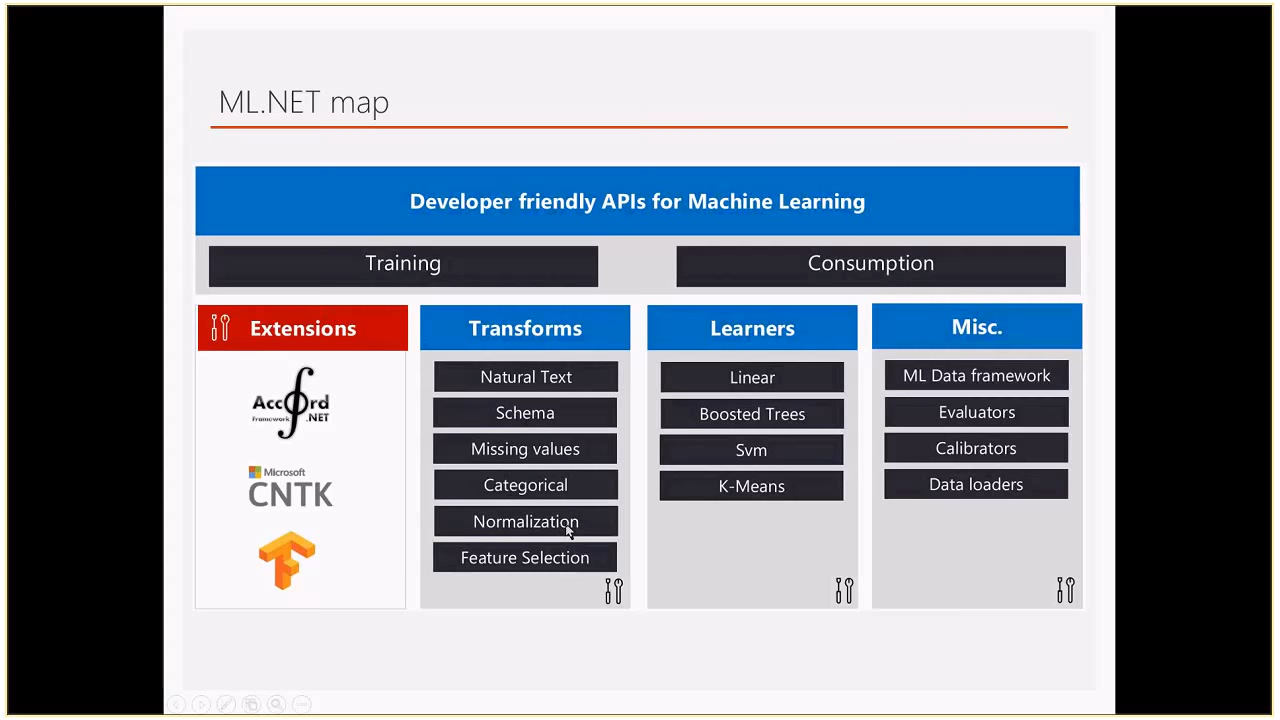 ML.NET map
Developer friendly APIs for Machine Learning
Training
Consumption
Extensions
Accord
Framework .NET
Microsoft
CNTK
Transforms
Natural Text
Schema
Missing values
Categorical
Normalization
Feature Selection
Learners
Linear
Boosted Trees
Svm
K-Means
Misc.
ML Data framework
Evaluators
Calibrators
Data loaders